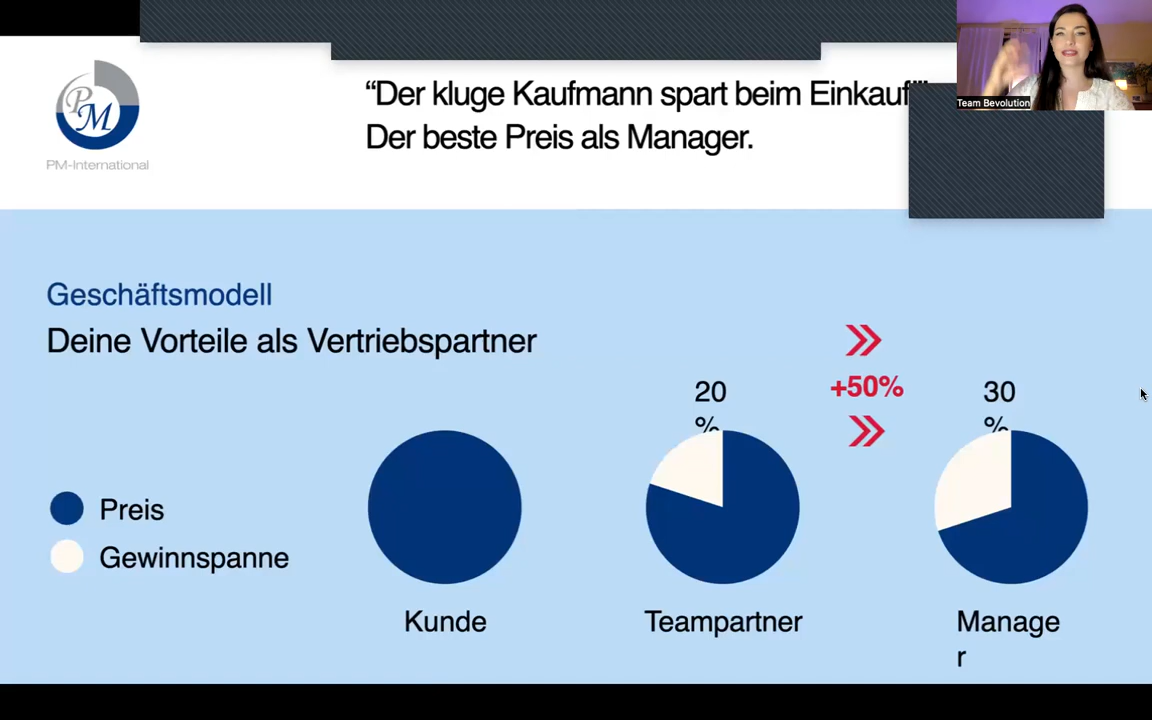 “Der kluge Kaufmann spart beim Einkauf!”
Der beste Preis als Manager.
Team Bevolution
PM
PM-International
Geschäftsmodell
Deine Vorteile als Vertriebspartner
20
%
+50%
30
%
Preis
Gewinnspanne
Kunde
Teampartner
Manage
r